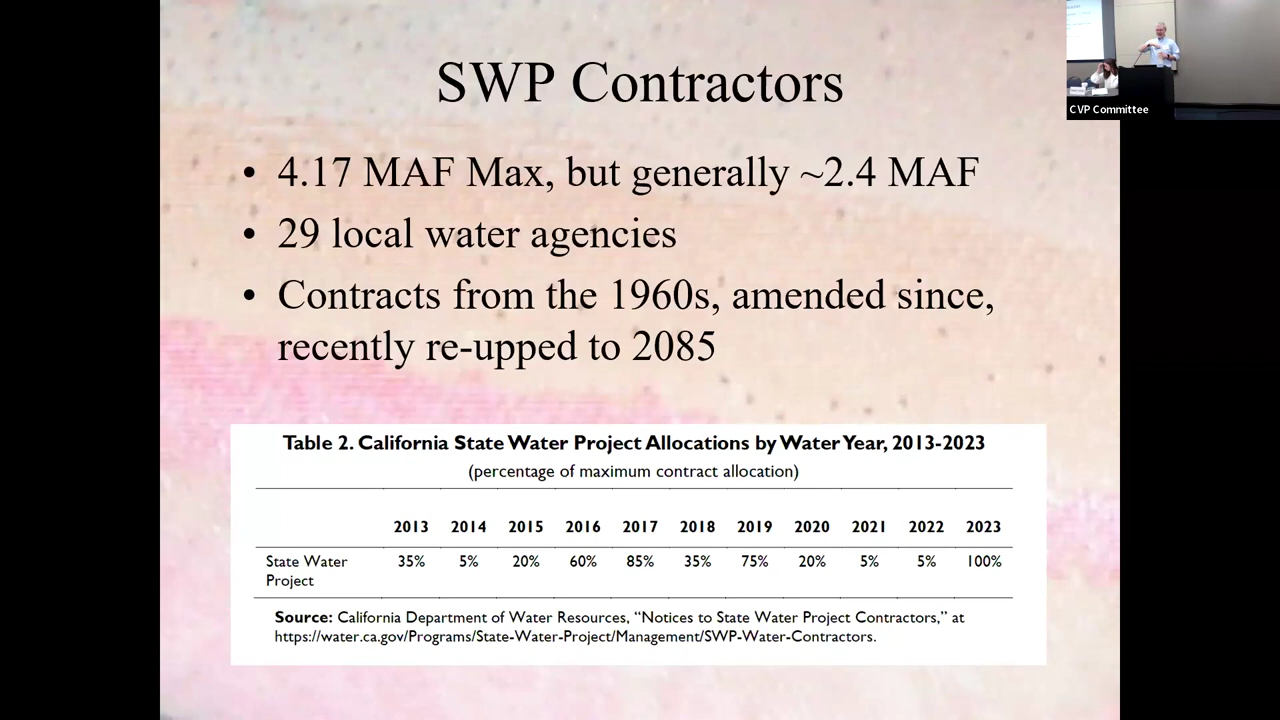 SWP Contractors
• 4.17 MAF Max, but generally ~2.4 MAF
• 29 local water agencies
• Contracts from the 1960s, amended since,
recently re-upped to 2085
Table 2. California State Water Project Allocations by Water Year, 2013-2023
(percentage of maximum contract allocation)
2013 2014 2015 2016 2017 2018 2019 2020 2021 2022 2023
State Water 35% 5% 20% 60% 85% 35% 75% 20% 5% 5% 100%
Project
Source: California Department of Water Resources, “Notices to State Water Project Contractors,” at
https://water.ca.gov/Programs/State-Water-Project/Management/SWP-Water-Contractors.
CVP Committee